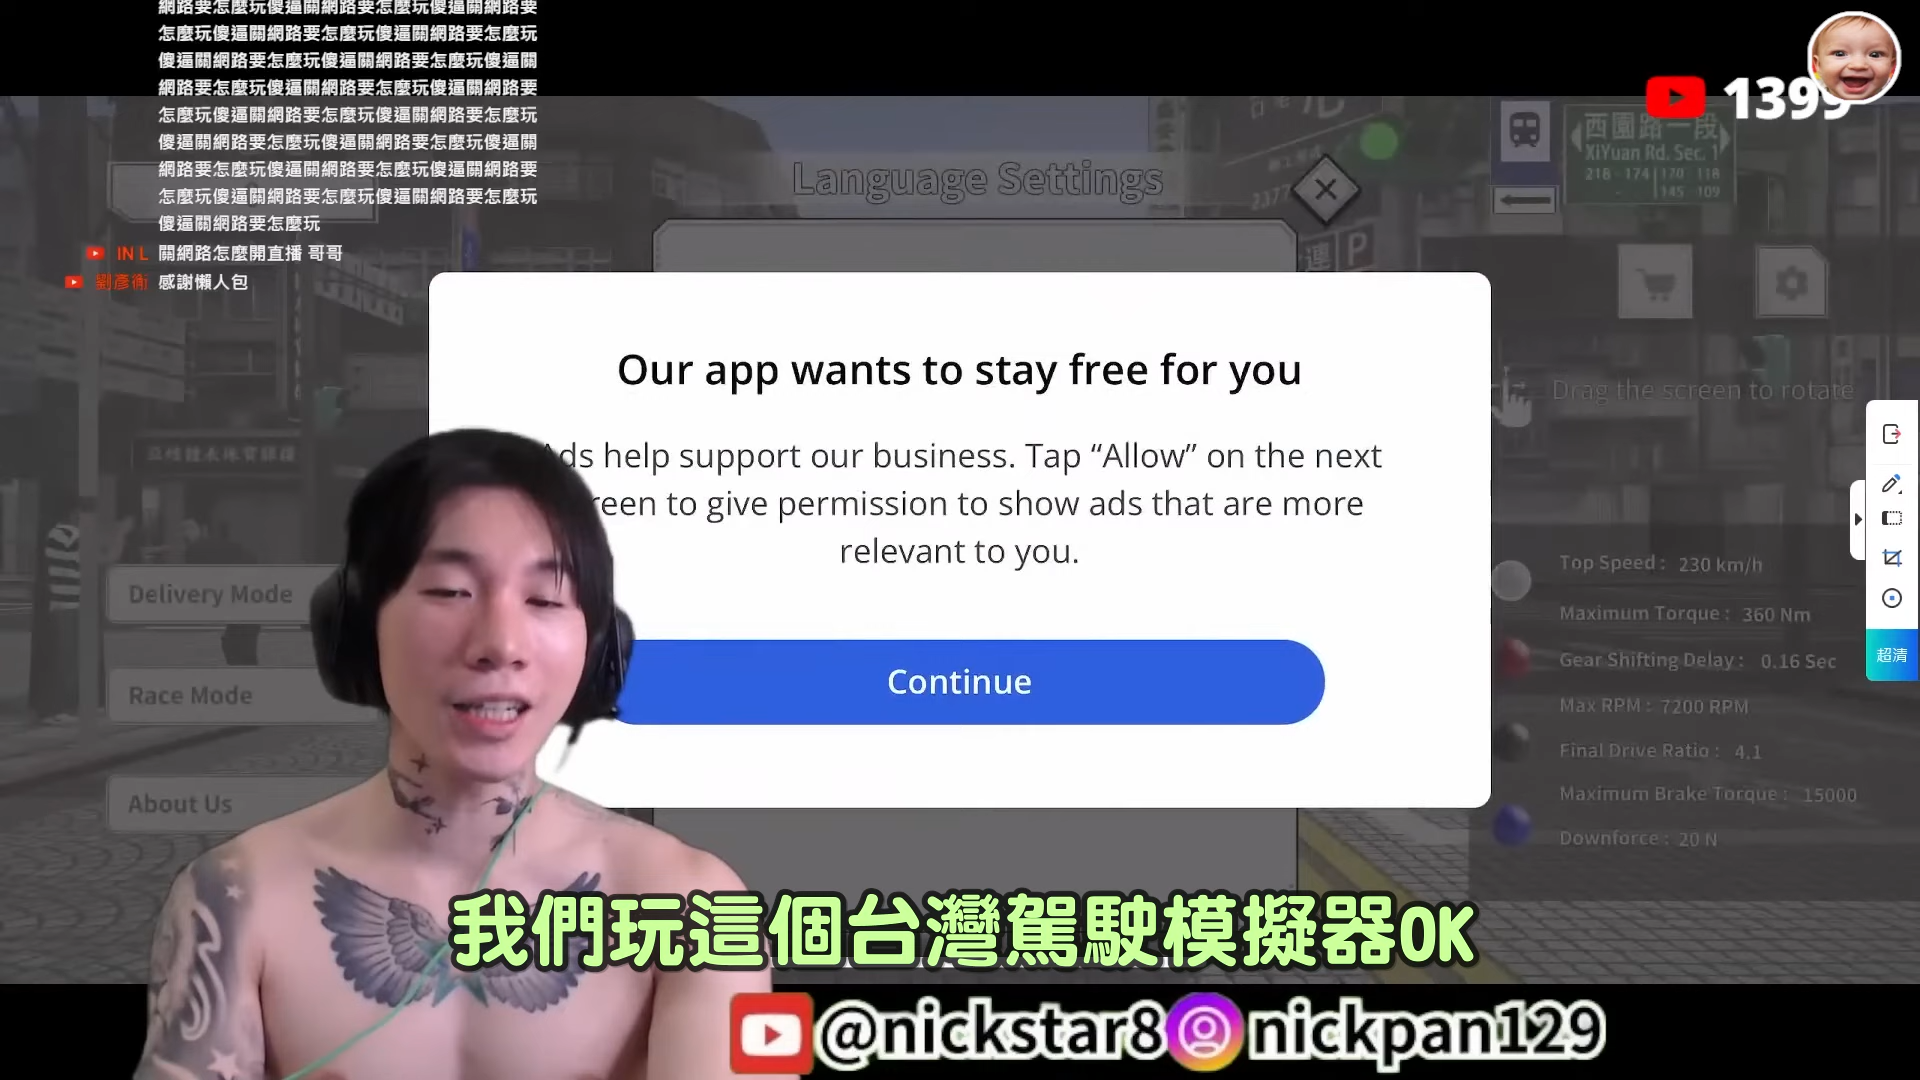 網路要怎麼玩傻逼關網路要怎麼玩傻逼關網路要
怎麼玩傻逼關網路要怎麼玩傻逼關網路要怎麼玩
傻逼關網路要怎麼玩傻逼關網路要怎麼玩傻逼關
網路要怎麼玩傻逼關網路要怎麼玩傻逼關網路要
怎麼玩傻逼關網路要怎麼玩傻逼關網路要怎麼玩
傻逼關網路要怎麼玩傻逼關網路要怎麼玩傻逼關
網路要怎麼玩傻逼關網路要怎麼玩傻逼關網路要
怎麼玩傻逼關網路要怎麼玩傻逼關網路要怎麼玩
傻逼關網路要怎麼玩
IN L 關網路怎麼開直播 哥哥
劉彥衛 感謝懶人包
1399
西園路一段
XiYuan Rd. Sec. 1
218 · 174 170 · 118
145 · 109
Language Settings
P
Our app wants to stay free for you
Ads help support our business. Tap “Allow” on the next
screen to give permission to show ads that are more
relevant to you.
Continue
Drag the screen to rotate
Delivery Mode
Race Mode
About Us
Top Speed : 230 km/h
Maximum Torque : 360 Nm
Gear Shifting Delay : 0.16 Sec
Max RPM : 7200 RPM
Final Drive Ratio : 4.1
Maximum Brake Torque : 15000
Downforce : 20 N
超清
我們玩這個台灣駕駛模擬器OK
@nickstar8 nickpan129